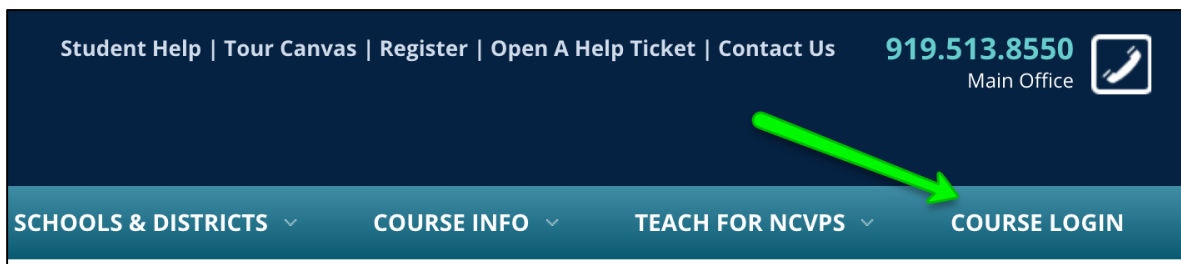 Student Help | Tour Canvas | Register | Open A Help Ticket | Contact Us
919.513.8550
Main Office
SCHOOLS & DISTRICTS
COURSE INFO
TEACH FOR NCVPS
COURSE LOGIN